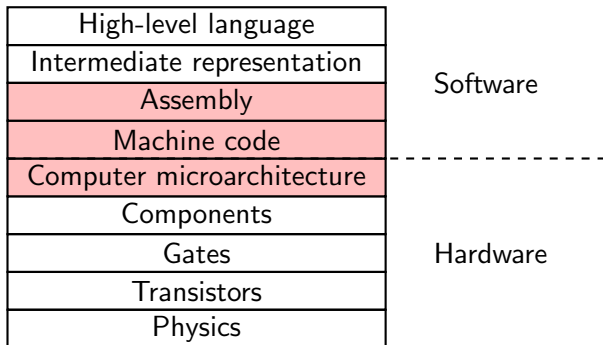 High-level language
Intermediate representation
Software
Assembly
Machine code
Computer microarchitecture
Components
Gates
Hardware
Transistors
Physics